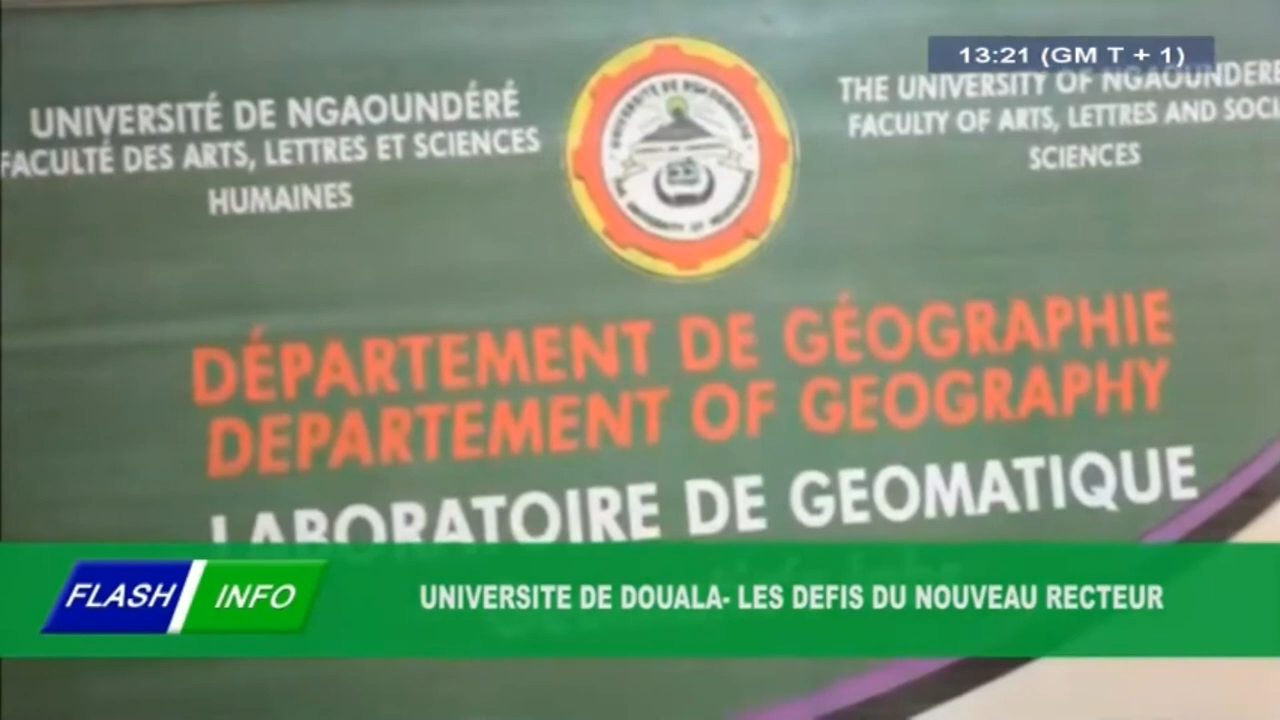 13:21 (GM T + 1)
UNIVERSITÉ DE NGAOUNDÉRÉ
FACULTÉ DES ARTS, LETTRES ET SCIENCES
HUMAINES
THE UNIVERSITY OF NGAOUNDERE
FACULTY OF ARTS, LETTRES AND SOCI
SCIENCES
DÉPARTEMENT DE GÉOGRAPHIE
DEPARTEMENT OF GEOGRAPHY
LABORATOIRE DE GEOMATIQUE
FLASH INFO
UNIVERSITE DE DOUALA- LES DEFIS DU NOUVEAU RECTEUR